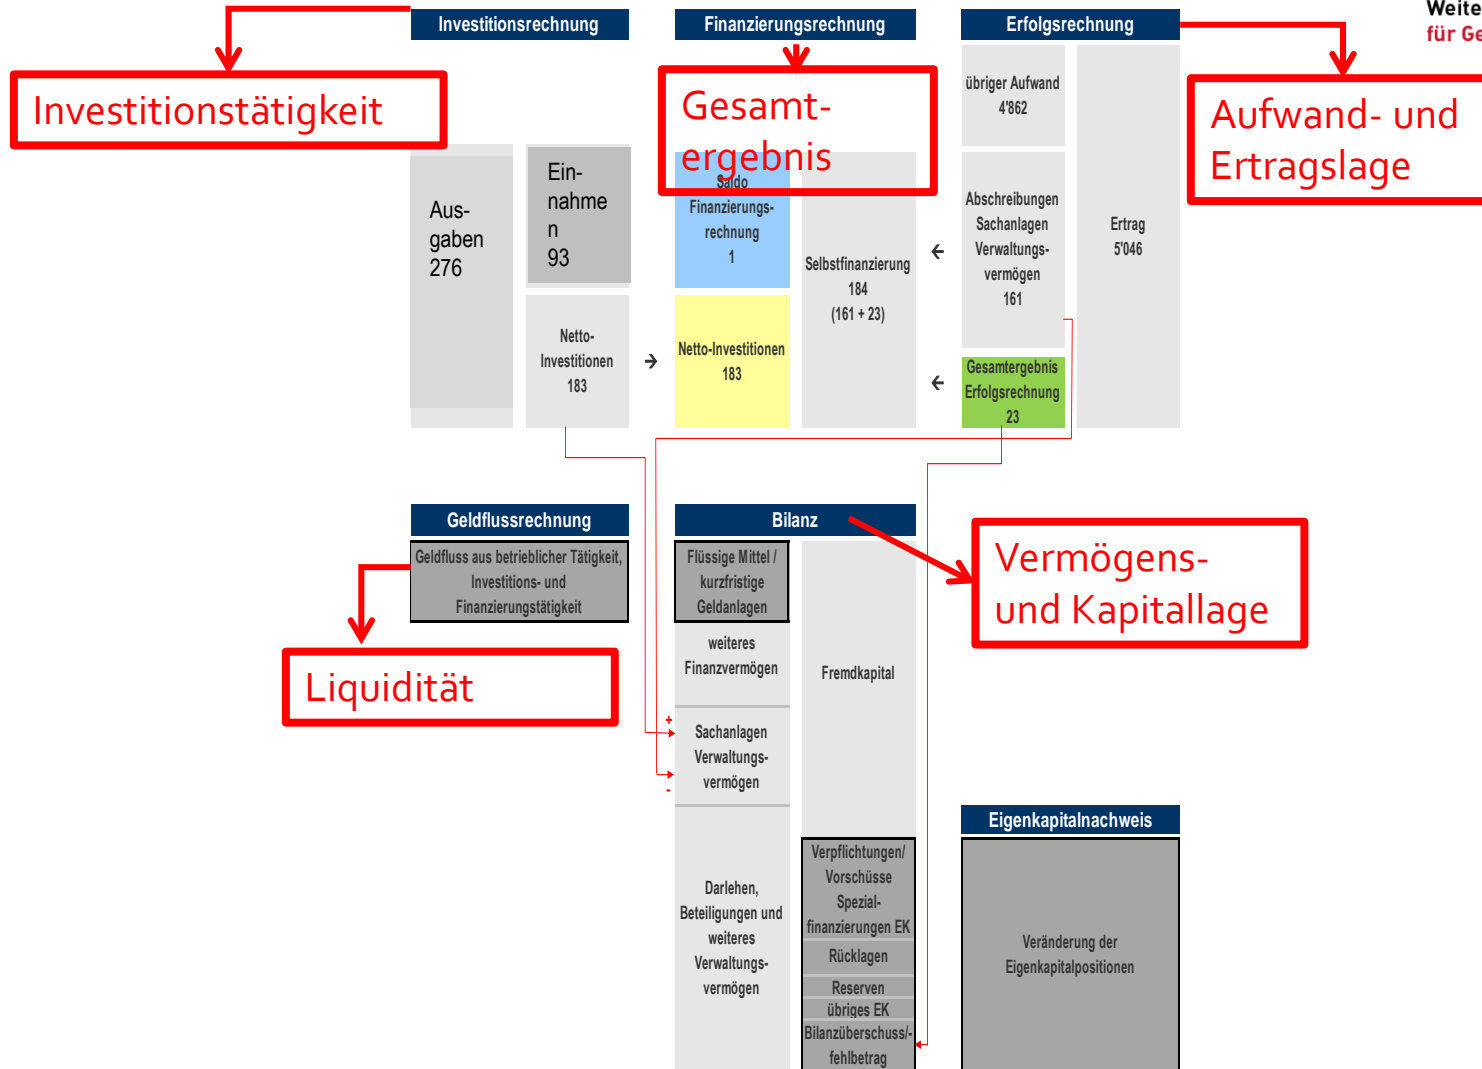 Weite
für Ge
Investitionsrechnung
Finanzierungsrechnung
Erfolgsrechnung
Investitionstätigkeit
Gesamt-
ergebnis
Aufwand- und
Ertragslage
Aus-
gaben
276
Ein-
nahme
n
93
Netto-
Investitionen
183
Saldo
Finanzierungs-
rechnung
1
Netto-Investitionen
183
Selbstfinanzierung
184
(161 + 23)
übriger Aufwand
4'862
Abschreibungen
Sachanlagen
Verwaltungs-
vermögen
161
Gesamtergebnis
Erfolgsrechnung
23
Ertrag
5'046
Geldflussrechnung
Geldfluss aus betrieblicher Tätigkeit,
Investitions- und
Finanzierungstätigkeit
Liquidität
Bilanz
Flüssige Mittel /
kurzfristige
Geldanlagen
weiteres
Finanzvermögen
+
Sachanlagen
Verwaltungs-
vermögen
-
Darlehen,
Beteiligungen und
weiteres
Verwaltungs-
vermögen
Fremdkapital
Verpflichtungen/
Vorschüsse
Spezial-
finanzierungen EK
Rücklagen
Reserven
übriges EK
Bilanzüberschuss/-
fehlbetrag
Vermögens-
und Kapitallage
Eigenkapitalnachweis
Veränderung der
Eigenkapitalpositionen